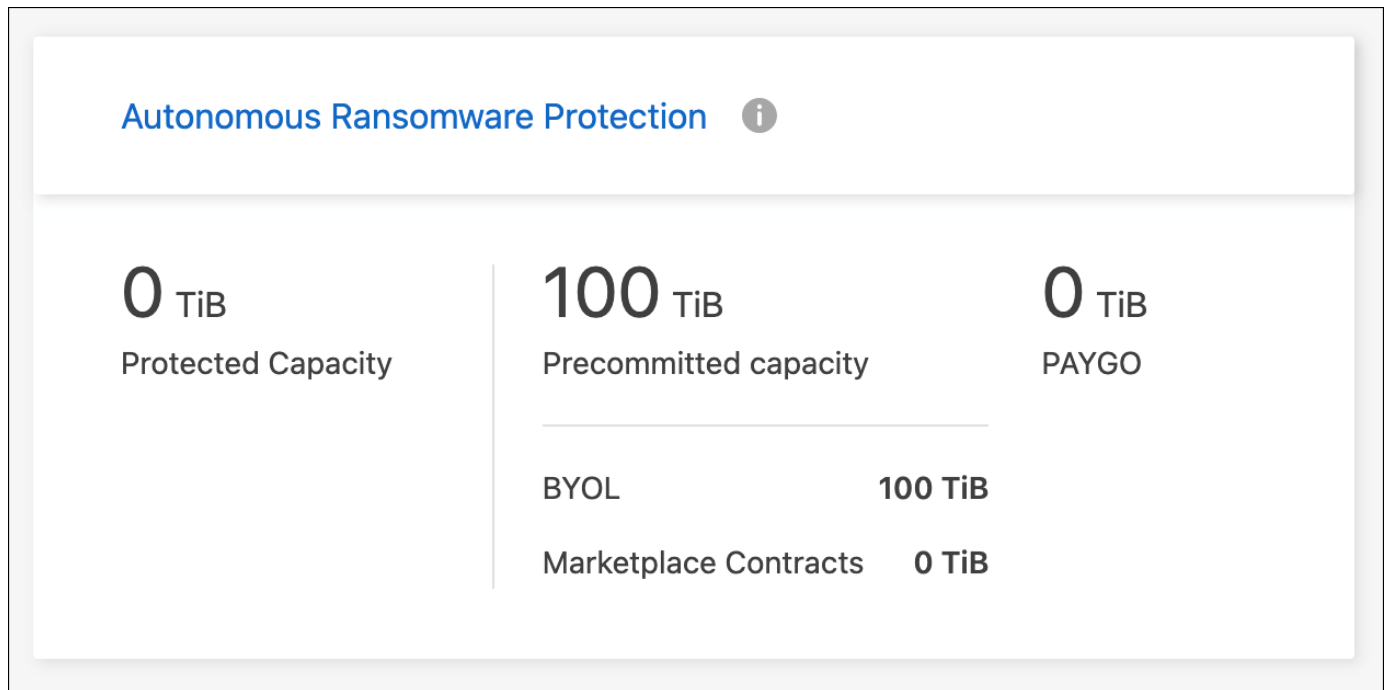 Autonomous Ransomware Protection
0 TiB
Protected Capacity
100 TiB
Precommitted capacity
BYOL 100 TiB
Marketplace Contracts 0 TiB
0 TiB
PAYGO